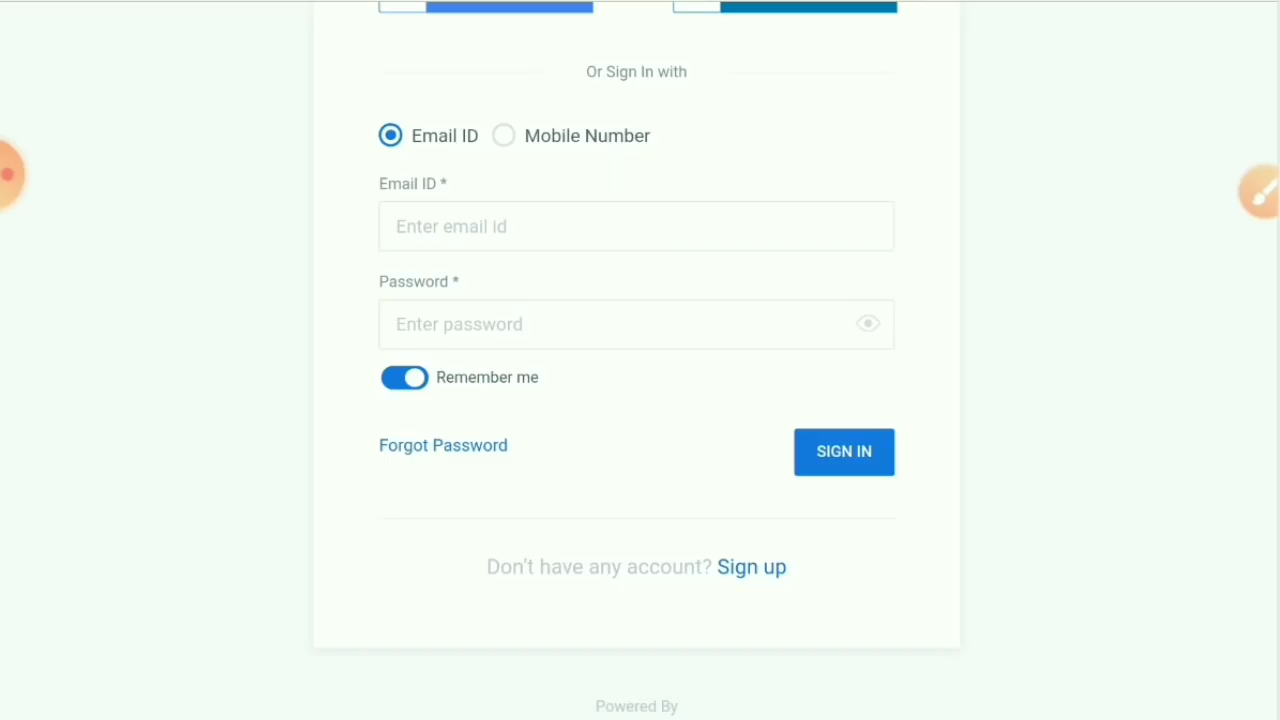 Or Sign In with
Email ID Mobile Number
Email ID *
Enter email id
Password *
Enter password
Remember me
Forgot Password
SIGN IN
Don't have any account? Sign up
Powered By